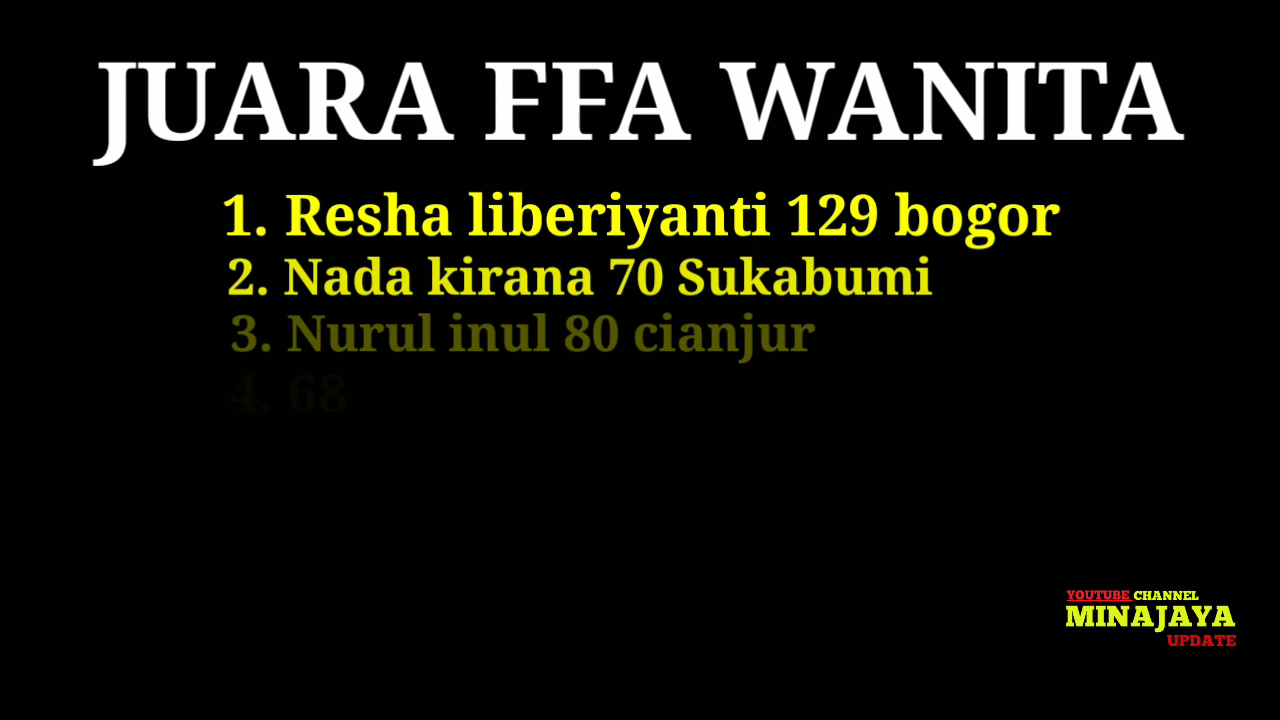 JUARA FFA WANITA
1. Resha liberiyanti 129 bogor
2. Nada kirana 70 Sukabumi
3. Nurul inul 80 cianjur
4. 68
YOUTUBE CHANNEL
MINAJAYA
UPDATE